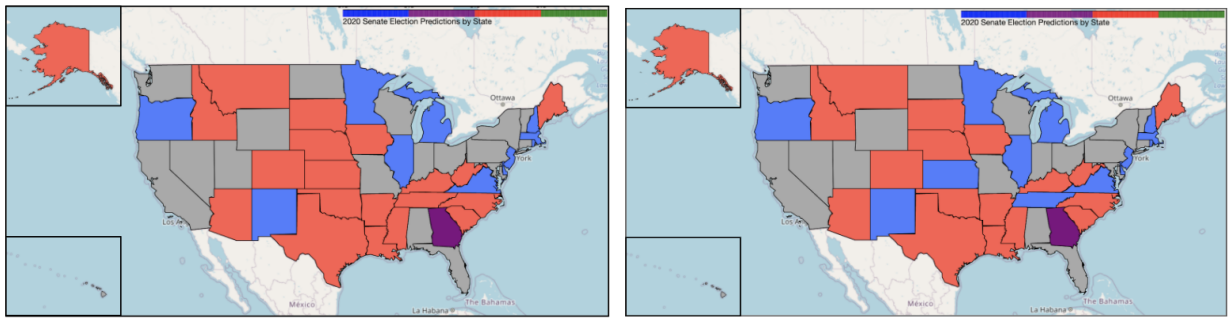 2020 Senate Election Predictions by State
Ottawa
York
Los A
México
La Habana
The Bahamas
2020 Senate Election Predictions by State
Ottawa
York
Los A
México
La Habana
The Bahamas